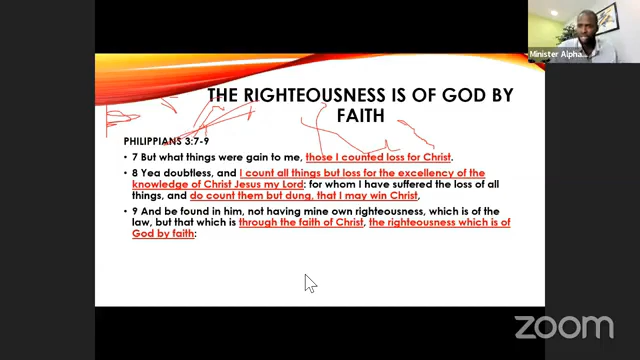 Minister Alpha...
THE RIGHTEOUSNESS IS OF GOD BY
FAITH
PHILIPPIANS 3:7-9
• 7 But what things were gain to me, those I counted loss for Christ.
• 8 Yea doubtless, and I count all things but loss for the excellency of the
knowledge of Christ Jesus my Lord: for whom I have suffered the loss of all
things, and do count them but dung, that I may win Christ,
• 9 And be found in him, not having mine own righteousness, which is of the
law, but that which is through the faith of Christ, the righteousness which is of
God by faith:
zoom